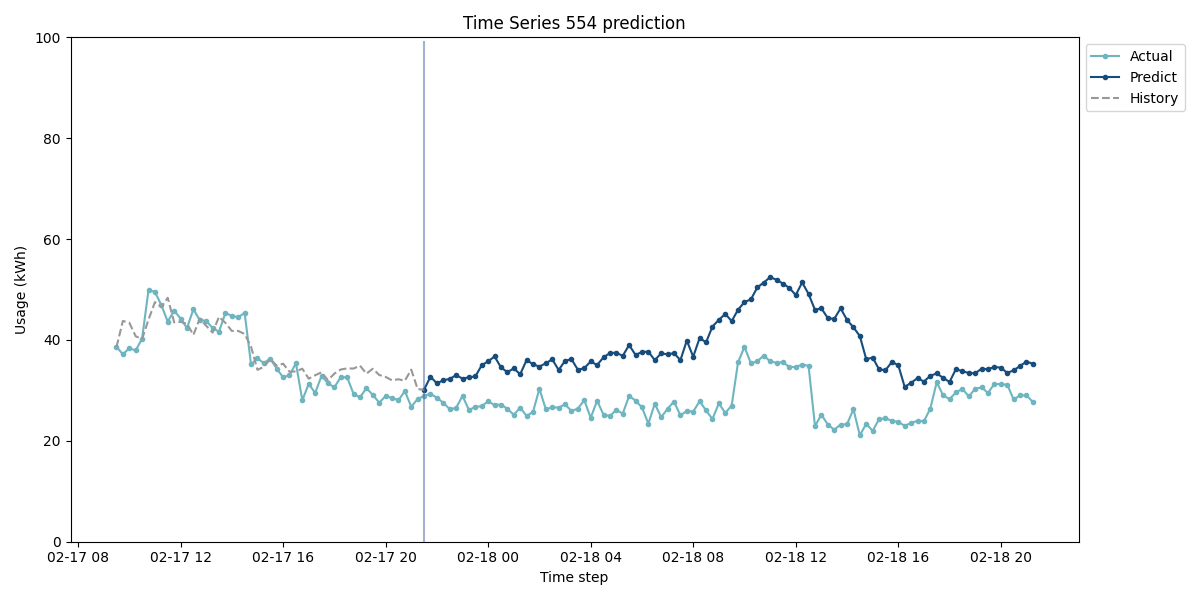 Time Series 554 prediction
100
80
60
40
20
0
Usage (kWh)
02-17 08 02-17 12 02-17 16 02-17 20 02-18 00 02-18 04 02-18 08 02-18 12 02-18 16 02-18 20
Time step
Actual
Predict
History